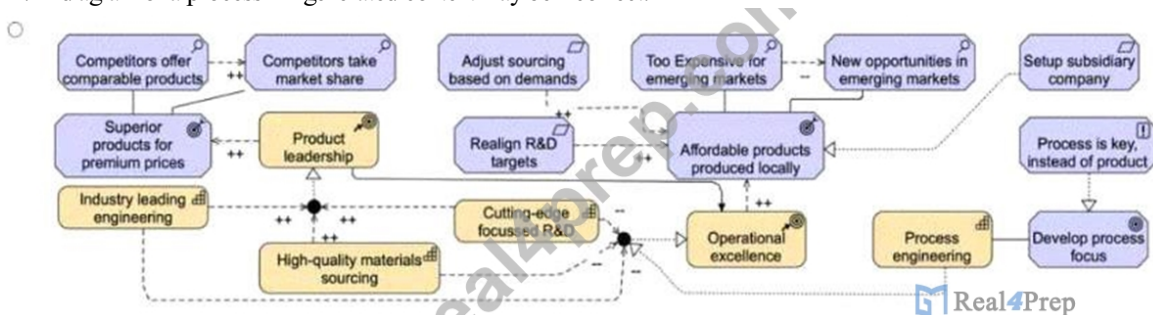 Competitors offer
comparable products
++
Competitors take
market share
Adjust sourcing
based on demands
Too Expensive for
emerging markets
--
New opportunities in
emerging markets
Setup subsidiary
company
Superior
products for
premium prices
++
Product
leadership
Realign R&D
targets
++
++
Affordable products
produced locally
Process is key,
instead of product
Industry leading
engineering
++
++
++
High-quality materials
sourcing
Cutting-edge
focussed R&D
--
--
--
Operational
excellence
++
Process
engineering
Develop process
focus
real4prep.com
Real4Prep